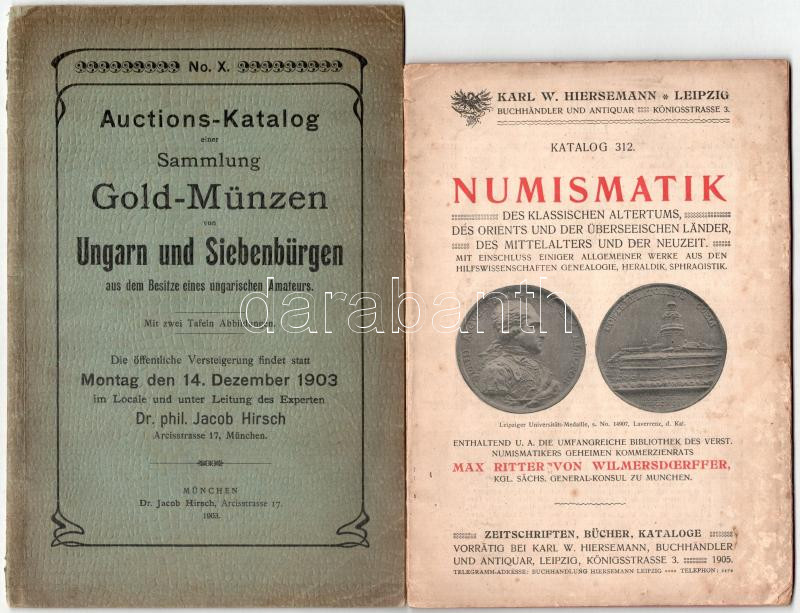 No. X.
Auctions-Katalog
einer
Sammlung
Gold-Münzen
von
Ungarn und Siebenbürgen
aus dem Besitze eines ungarischen Amateurs.
Mit zwei Tafeln Abbildungen.
Die öffentliche Versteigerung findet statt
Montag den 14. Dezember 1903
im Locale und unter Leitung des Experten
Dr. phil. Jacob Hirsch
Arcisstrasse 17, München.
MÜNCHEN
Dr. Jacob Hirsch, Arcisstrasse 17.
1903.
KARL W. HIERSEMANN * LEIPZIG
BUCHHÄNDLER UND ANTIQUAR KÖNIGSSTRASSE 3.
KATALOG 312.
NUMISMATIK
DES KLASSISCHEN ALTERTUMS,
DES ORIENTS UND DER ÜBERSEEISCHEN LÄNDER,
DES MITTELALTERS UND DER NEUZEIT.
MIT EINSCHLUSS EINIGER ALLGEMEINER WERKE AUS DEN
HILFSWISSENSCHAFTEN GENEALOGIE, HERALDIK, SPHRAGISTIK.
Leipziger Universitäts-Medaille, s. No. 14907, Laverrenz, d. Kat.
ENTHALTEND U. A. DIE UMFANGREICHE BIBLIOTHEK DES VERST.
NUMISMATIKERS GEHEIMEN KOMMERZIENRATS
MAX RITTER VON WILMERSDŒRFFER,
KGL. SÄCHS. GENERAL-KONSUL ZU MÜNCHEN.
ZEITSCHRIFTEN, BÜCHER, KATALOGE
VORRÄTIG BEI KARL W. HIERSEMANN, BUCHHÄNDLER
UND ANTIQUAR, LEIPZIG, KÖNIGSSTRASSE 3. 1905.
TELEGRAMM-ADRESSE: BUCHHANDLUNG HIERSEMANN LEIPZIG TELEPHON:
darabanth